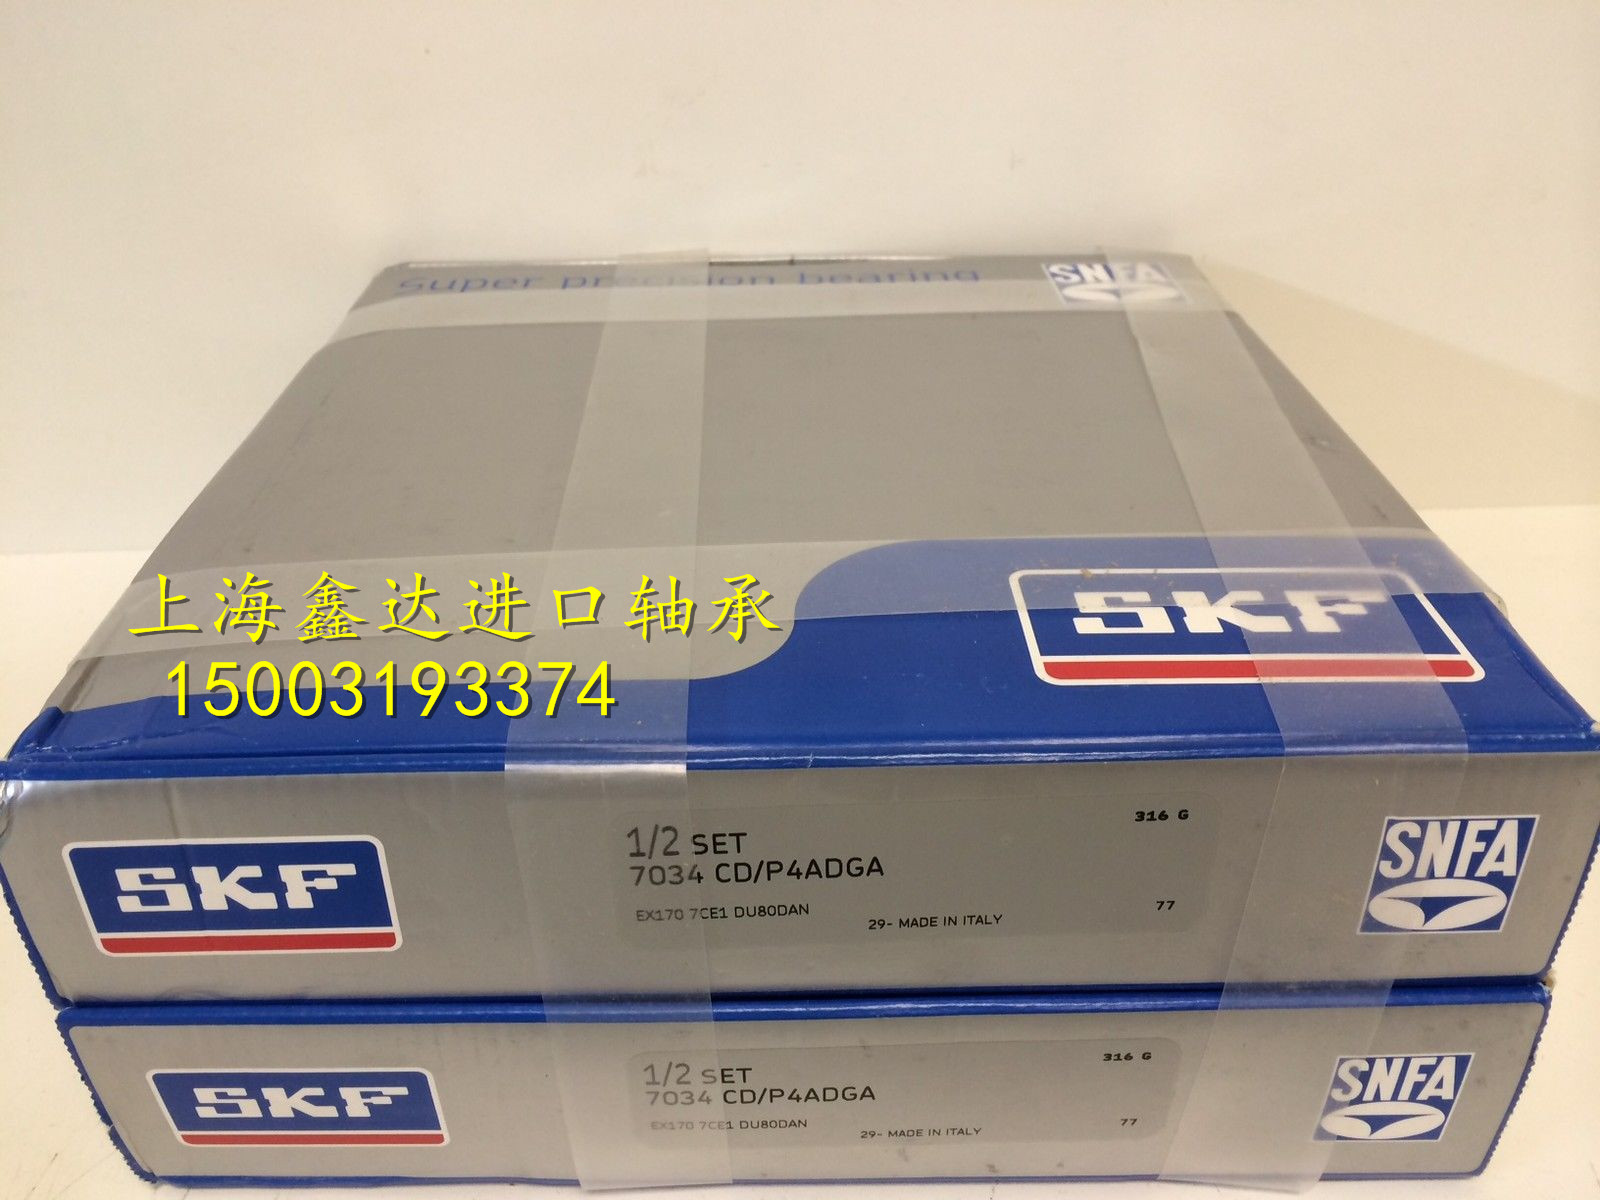 super precision bearing
SNFA
SKF
上海鑫达进口轴承
15003193374
316 G
1/2 SET
7034 CD/P4ADGA
EX170 7CE1 DU80DAN
77
29- MADE IN ITALY
SKF
SNFA
316 G
1/2 SET
7034 CD/P4ADGA
EX170 7CE1 DU80DAN
77
29- MADE IN ITALY
SKF
SNFA